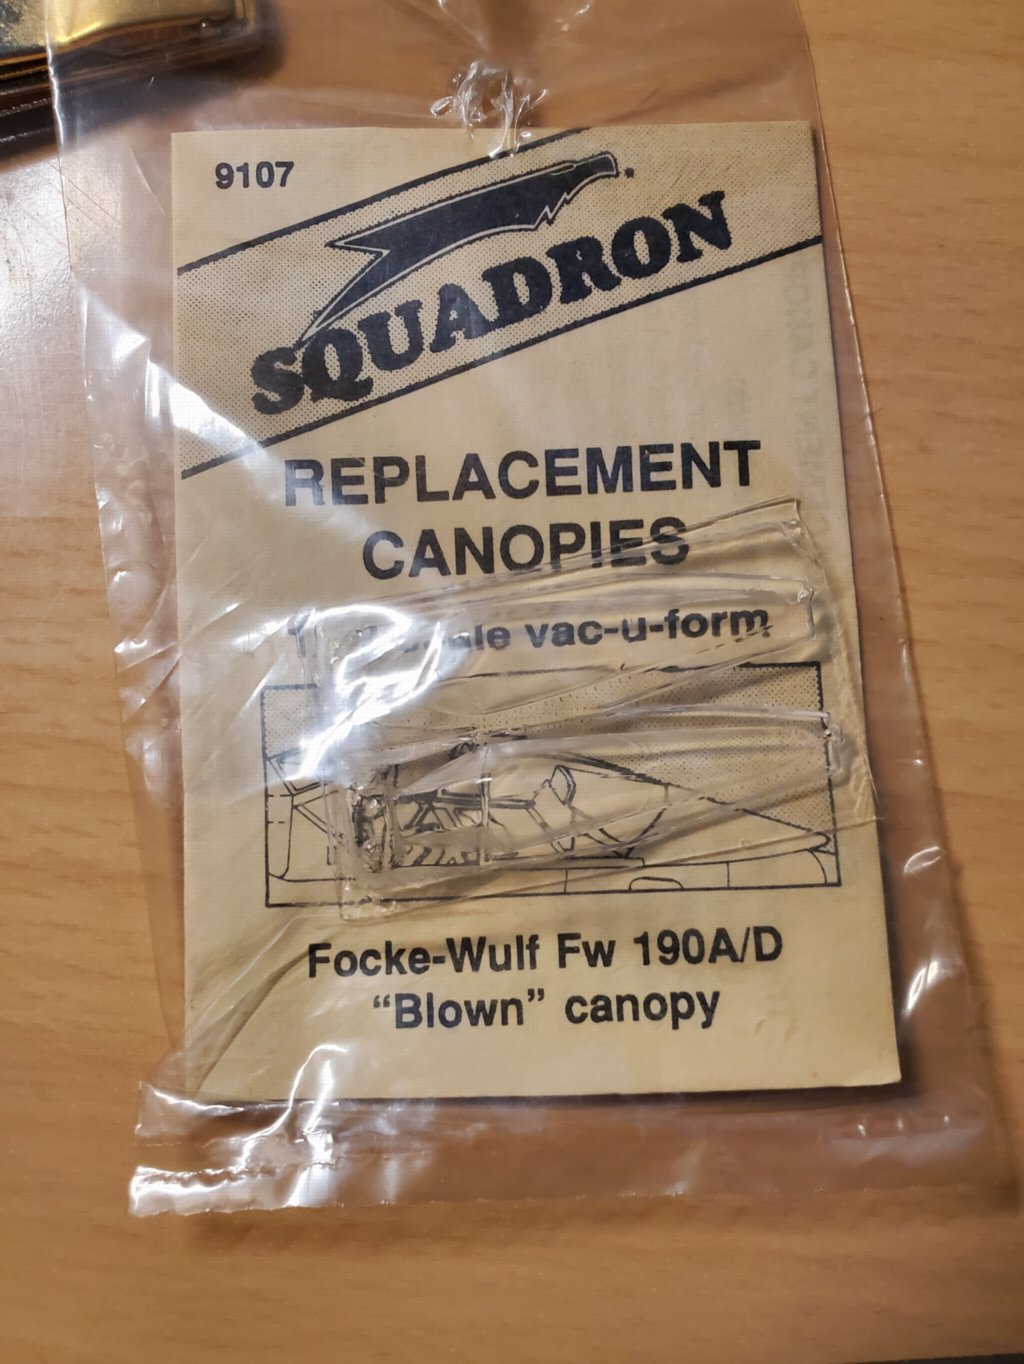 9107
SQUADRON
REPLACEMENT
CANOPIES
vac-u-form
Focke-Wulf Fw 190A/D
“Blown” canopy